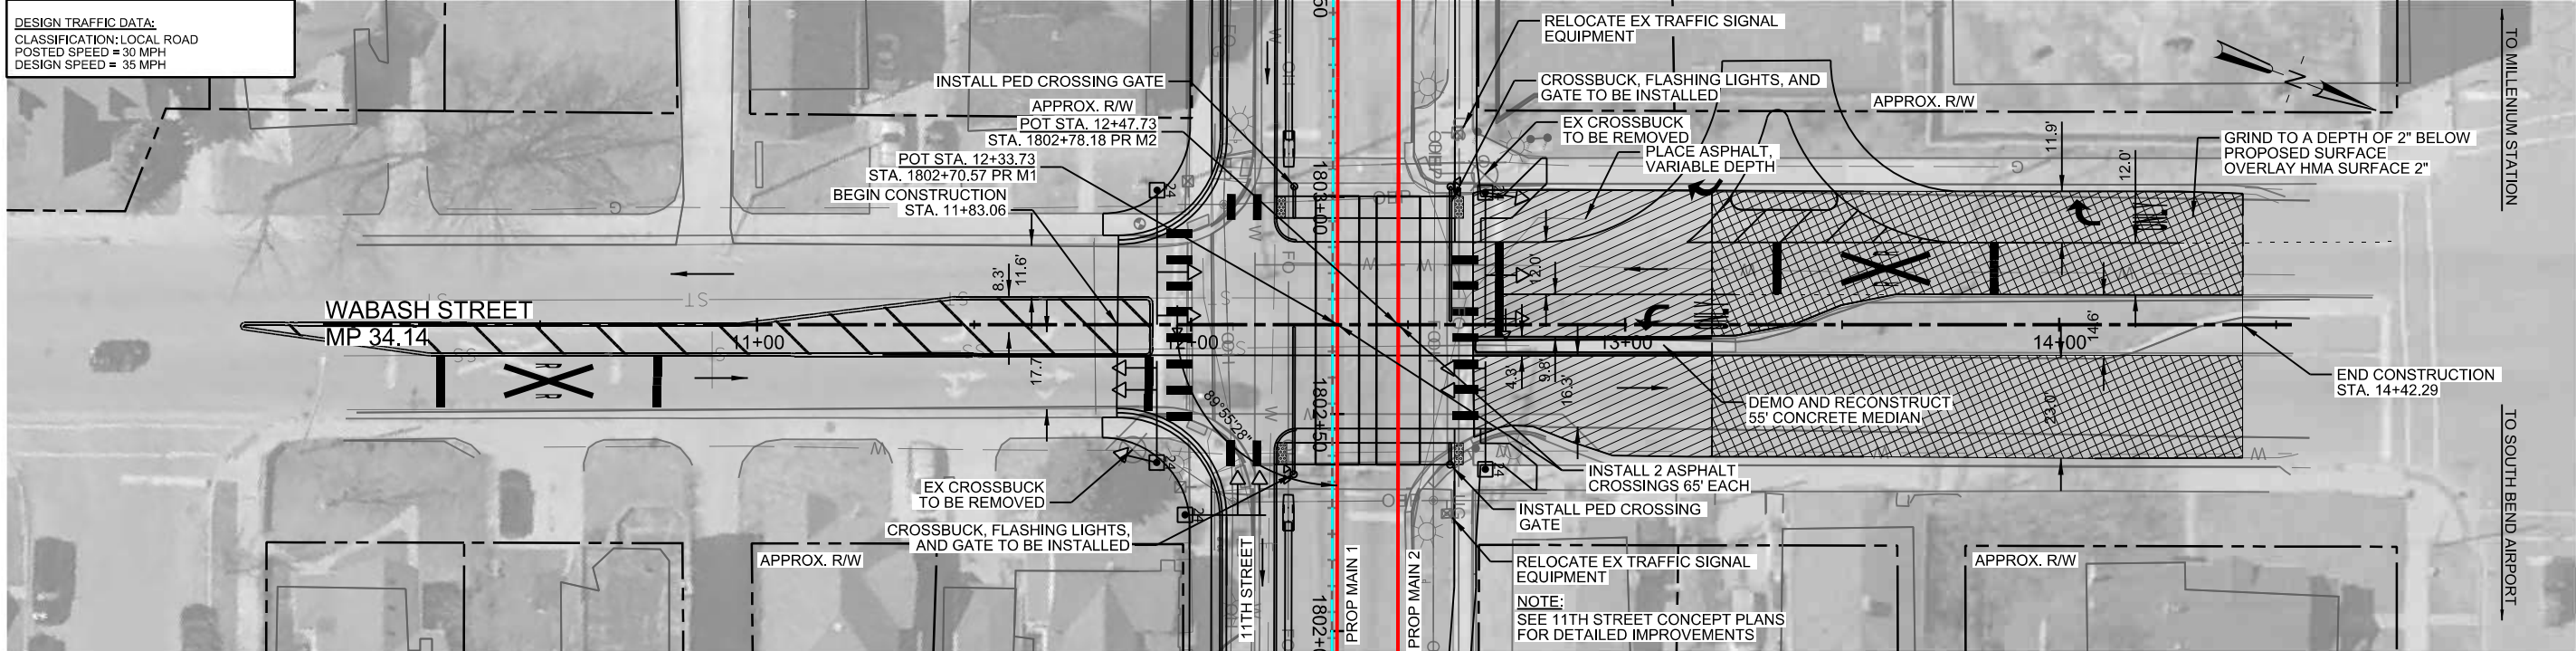 DESIGN TRAFFIC DATA:
CLASSIFICATION: LOCAL ROAD
POSTED SPEED = 30 MPH
DESIGN SPEED = 35 MPH
INSTALL PED CROSSING GATE
APPROX. R/W
POT STA. 12+47.73
STA. 1802+78.18 PR M2
POT STA. 12+33.73
STA. 1802+70.57 PR M1
BEGIN CONSTRUCTION
STA. 11+83.06
RELOCATE EX TRAFFIC SIGNAL
EQUIPMENT
CROSSBUCK, FLASHING LIGHTS, AND
GATE TO BE INSTALLED
EX CROSSBUCK
TO BE REMOVED
PLACE ASPHALT,
VARIABLE DEPTH
APPROX. R/W
GRIND TO A DEPTH OF 2" BELOW
PROPOSED SURFACE
OVERLAY HMA SURFACE 2"
N
TO MILLENIUM STATION
11.9'
12.0'
WABASH STREET
MP 34.14
8.3'
11.6'
17.7'
11+00
12+00
13+00
14+00
12.0'
14.6'
4.3'
9.8'
16.3'
23.0'
1803+00
1802+50
89°55'28"
24
24
24
24
24
R R
END CONSTRUCTION
STA. 14+42.29
DEMO AND RECONSTRUCT
55' CONCRETE MEDIAN
INSTALL 2 ASPHALT
CROSSINGS 65' EACH
INSTALL PED CROSSING
GATE
EX CROSSBUCK
TO BE REMOVED
CROSSBUCK, FLASHING LIGHTS,
AND GATE TO BE INSTALLED
APPROX. R/W
11TH STREET
PROP MAIN 1
PROP MAIN 2
RELOCATE EX TRAFFIC SIGNAL
EQUIPMENT
NOTE:
SEE 11TH STREET CONCEPT PLANS
FOR DETAILED IMPROVEMENTS
APPROX. R/W
TO SOUTH BEND AIRPORT